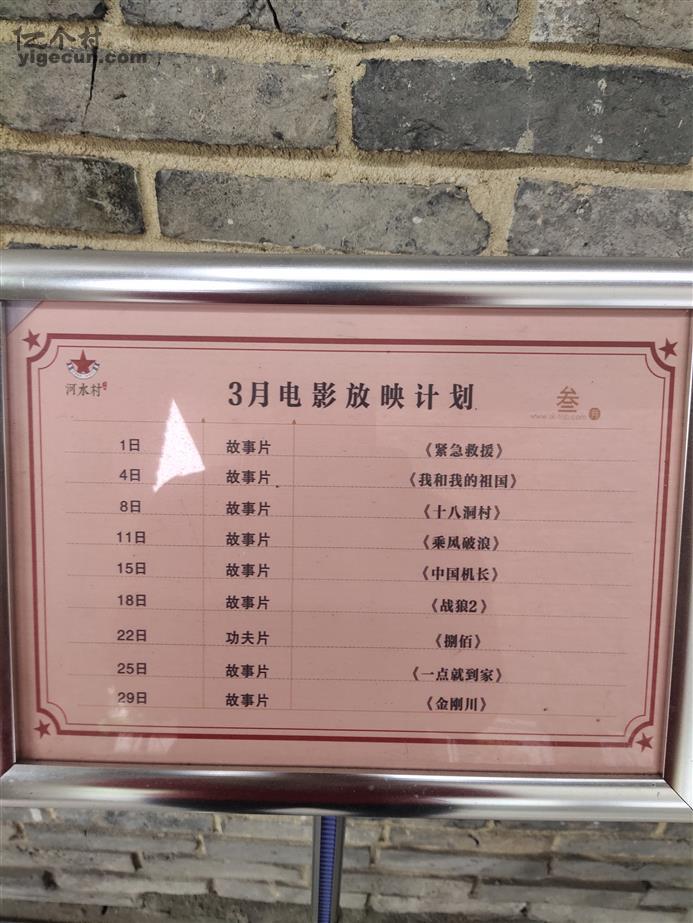 亿个村
yigecun.com
河水村
3月电影放映计划
叁
月
1日 故事片 《紧急救援》
4日 故事片 《我和我的祖国》
8日 故事片 《十八洞村》
11日 故事片 《乘风破浪》
15日 故事片 《中国机长》
18日 故事片 《战狼2》
22日 功夫片 《捌佰》
25日 故事片 《一点就到家》
29日 故事片 《金刚川》